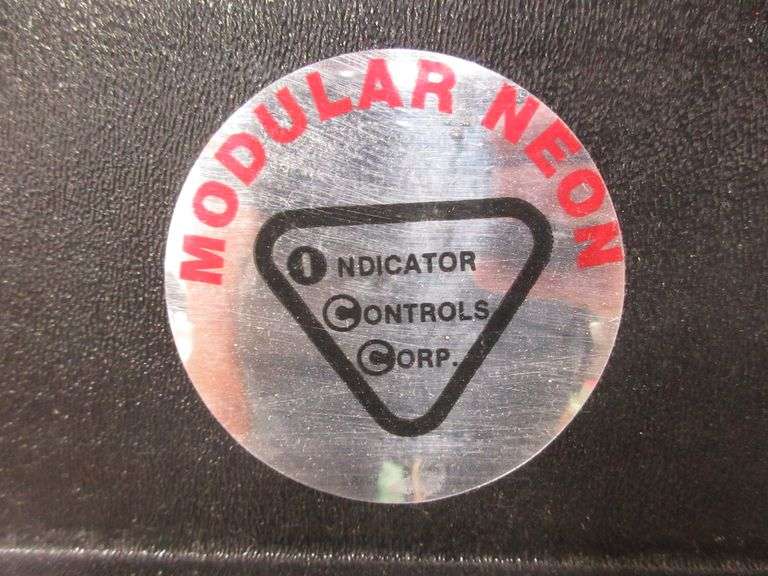 MODULAR NEON
INDICATOR
CONTROLS
CORP.